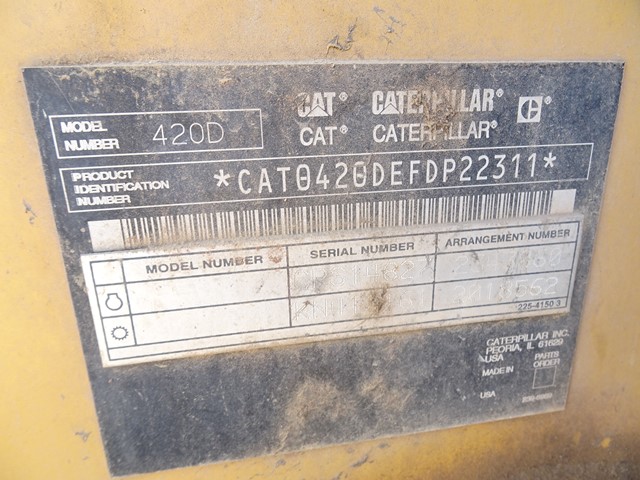 CAT® CATERPILLAR®
CAT® CATERPILLAR®
MODEL NUMBER 420D
PRODUCT IDENTIFICATION NUMBER *CAT0420DEFDP22311*
MODEL NUMBER SERIAL NUMBER ARRANGEMENT NUMBER
225-4150 3
CATERPILLAR INC.
PEORIA, IL 61629
USA
MADE IN PARTS ORDER
USA